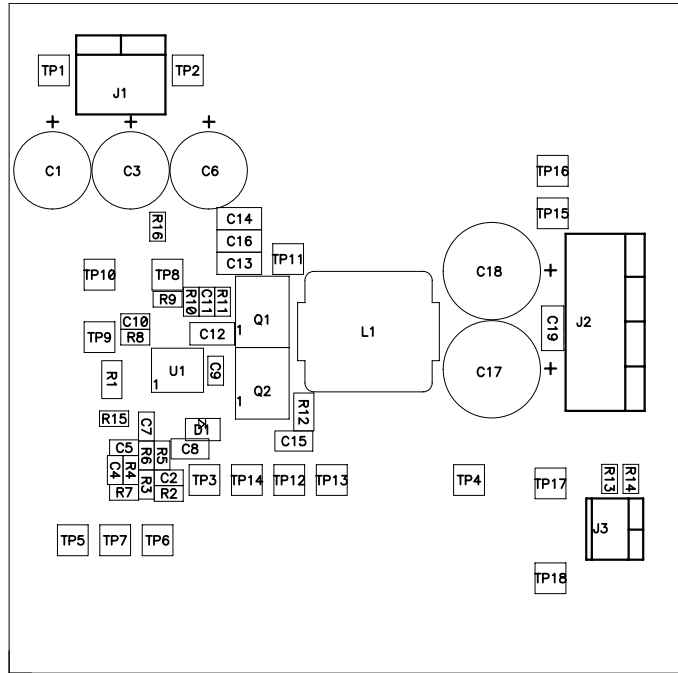 TP1
J1
TP2
+ + +
C1
C3
C6
TP16
R16
C14
TP15
C16
TP11
C13
TP10
TP8
C18
+
R9
R10
C11
R11
C10
Q1
1
C12
TP9
R8
L1
C19
J2
U1
1
C9
R1
Q2
1
C17
+
R15
C7
D1
R12
C15
C5
R6
R5
C8
C4
R4
C2
R3
R7
R2
TP3
TP14
TP12
TP13
TP4
TP17
R13
R14
J3
TP5
TP7
TP6
TP18